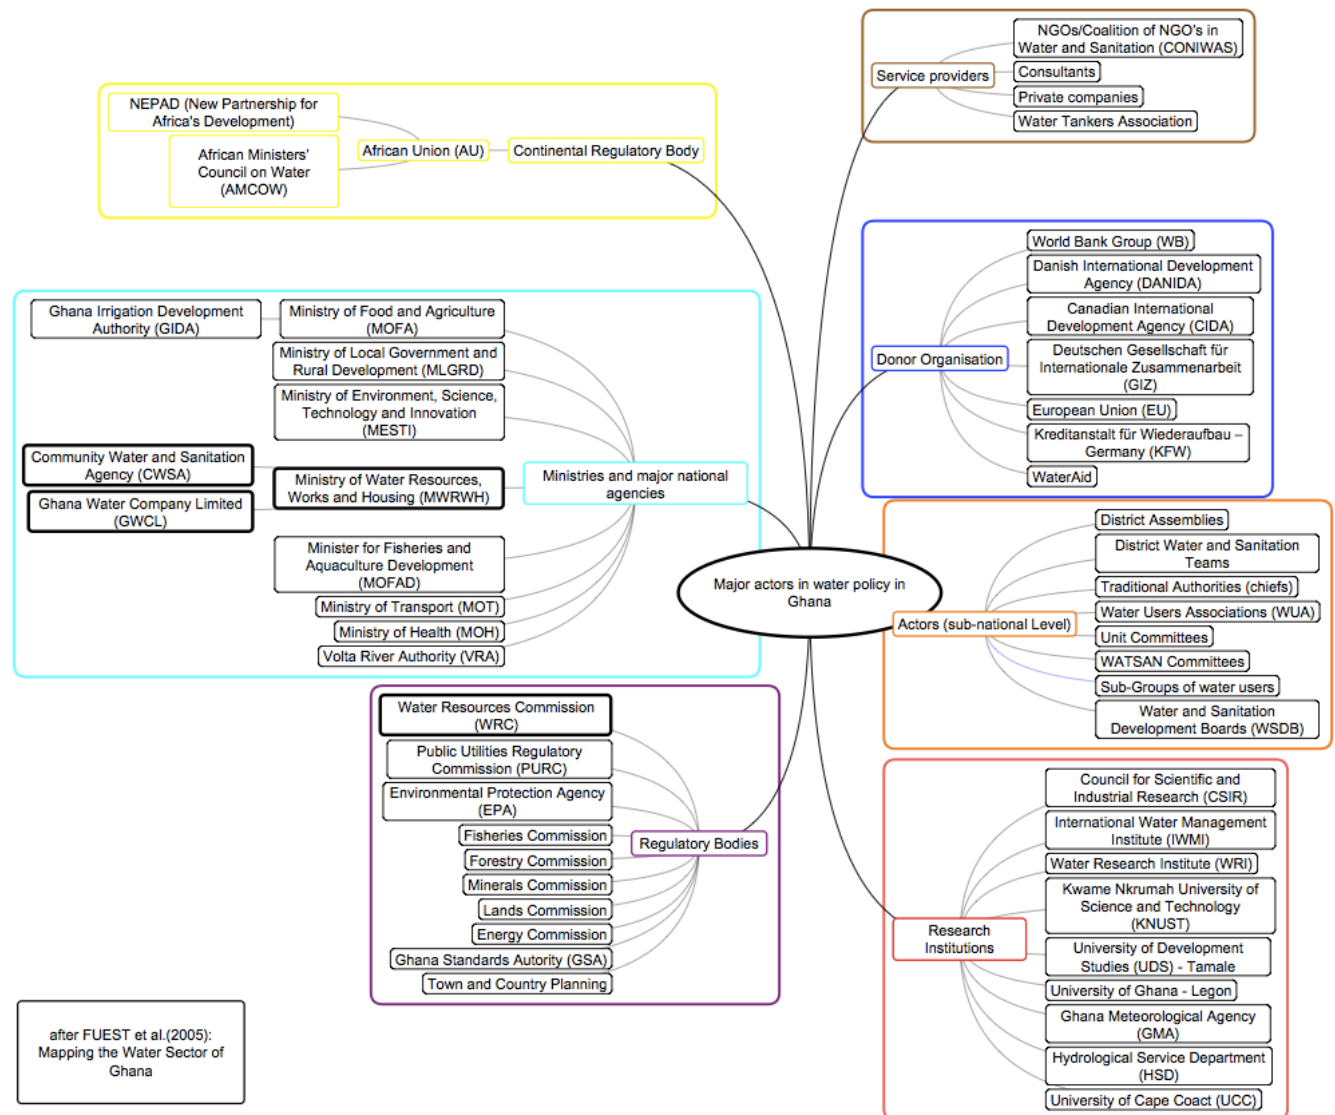 NEPAD (New Partnership for
Africa's Development)
African Ministers'
Council on Water
(AMCOW)
African Union (AU)
Continental Regulatory Body
Service providers
NGOs/Coalition of NGO's in
Water and Sanitation (CONIWAS)
Consultants
Private companies
Water Tankers Association
Donor Organisation
World Bank Group (WB)
Danish International Development
Agency (DANIDA)
Canadian International
Development Agency (CIDA)
Deutschen Gesellschaft für
Internationale Zusammenarbeit
(GIZ)
European Union (EU)
Kreditanstalt für Wiederaufbau –
Germany (KFW)
WaterAid
Ghana Irrigation Development
Authority (GIDA)
Ministry of Food and Agriculture
(MOFA)
Ministry of Local Government and
Rural Development (MLGRD)
Ministry of Environment, Science,
Technology and Innovation
(MESTI)
Community Water and Sanitation
Agency (CWSA)
Ghana Water Company Limited
(GWCL)
Ministry of Water Resources,
Works and Housing (MWRWH)
Ministries and major national
agencies
Minister for Fisheries and
Aquaculture Development
(MOFAD)
Ministry of Transport (MOT)
Ministry of Health (MOH)
Volta River Authority (VRA)
Major actors in water policy in
Ghana
Actors (sub-national Level)
District Assemblies
District Water and Sanitation
Teams
Traditional Authorities (chiefs)
Water Users Associations (WUA)
Unit Committees
WATSAN Committees
Sub-Groups of water users
Water and Sanitation
Development Boards (WSDB)
Water Resources Commission
(WRC)
Public Utilities Regulatory
Commission (PURC)
Environmental Protection Agency
(EPA)
Fisheries Commission
Forestry Commission
Minerals Commission
Lands Commission
Energy Commission
Ghana Standards Autority (GSA)
Town and Country Planning
Regulatory Bodies
Research
Institutions
Council for Scientific and
Industrial Research (CSIR)
International Water Management
Institute (IWMI)
Water Research Institute (WRI)
Kwame Nkrumah University of
Science and Technology
(KNUST)
University of Development
Studies (UDS) - Tamale
University of Ghana - Legon
Ghana Meteorological Agency
(GMA)
Hydrological Service Department
(HSD)
University of Cape Coact (UCC)
after FUEST et al.(2005):
Mapping the Water Sector of
Ghana